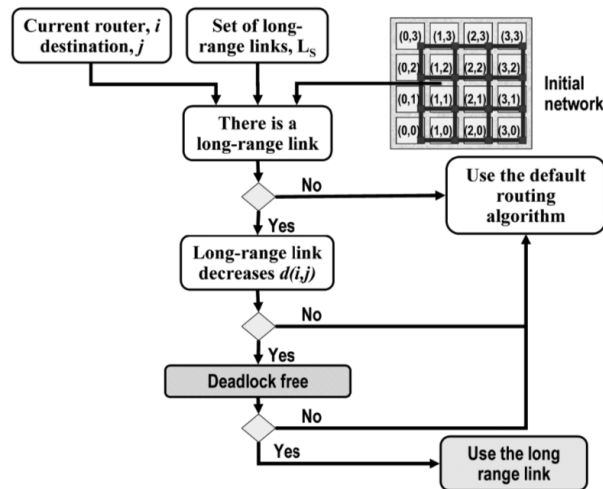 Current router, i
destination, j
Set of long-
range links, LS
(0,3) (1,3) (2,3) (3,3)
(0,2) (1,2) (2,2) (3,2)
(0,1) (1,1) (2,1) (3,1)
(0,0) (1,0) (2,0) (3,0)
Initial
network
There is a
long-range link
No
Use the default
routing
algorithm
Yes
Long-range link
decreases d(i,j)
No
Yes
Deadlock free
No
Yes
Use the long
range link